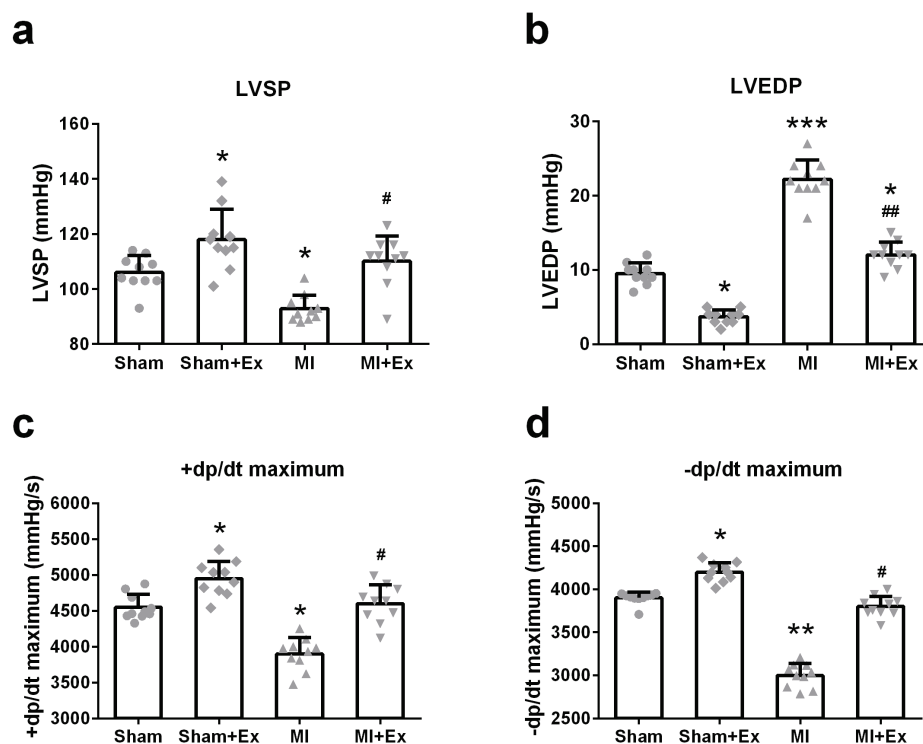 a
LVSP
LVSP (mmHg)
160
140
120
100
80
*
*
#
Sham Sham+Ex MI MI+Ex
b
LVEDP
LVEDP (mmHg)
30
20
10
0
*
***
*
##
Sham Sham+Ex MI MI+Ex
c
+dp/dt maximum
+dp/dt maximum (mmHg/s)
6000
5500
5000
4500
4000
3500
3000
*
*
#
Sham Sham+Ex MI MI+Ex
d
-dp/dt maximum
-dp/dt maximum (mmHg/s)
5000
4500
4000
3500
3000
2500
*
**
#
Sham Sham+Ex MI MI+Ex